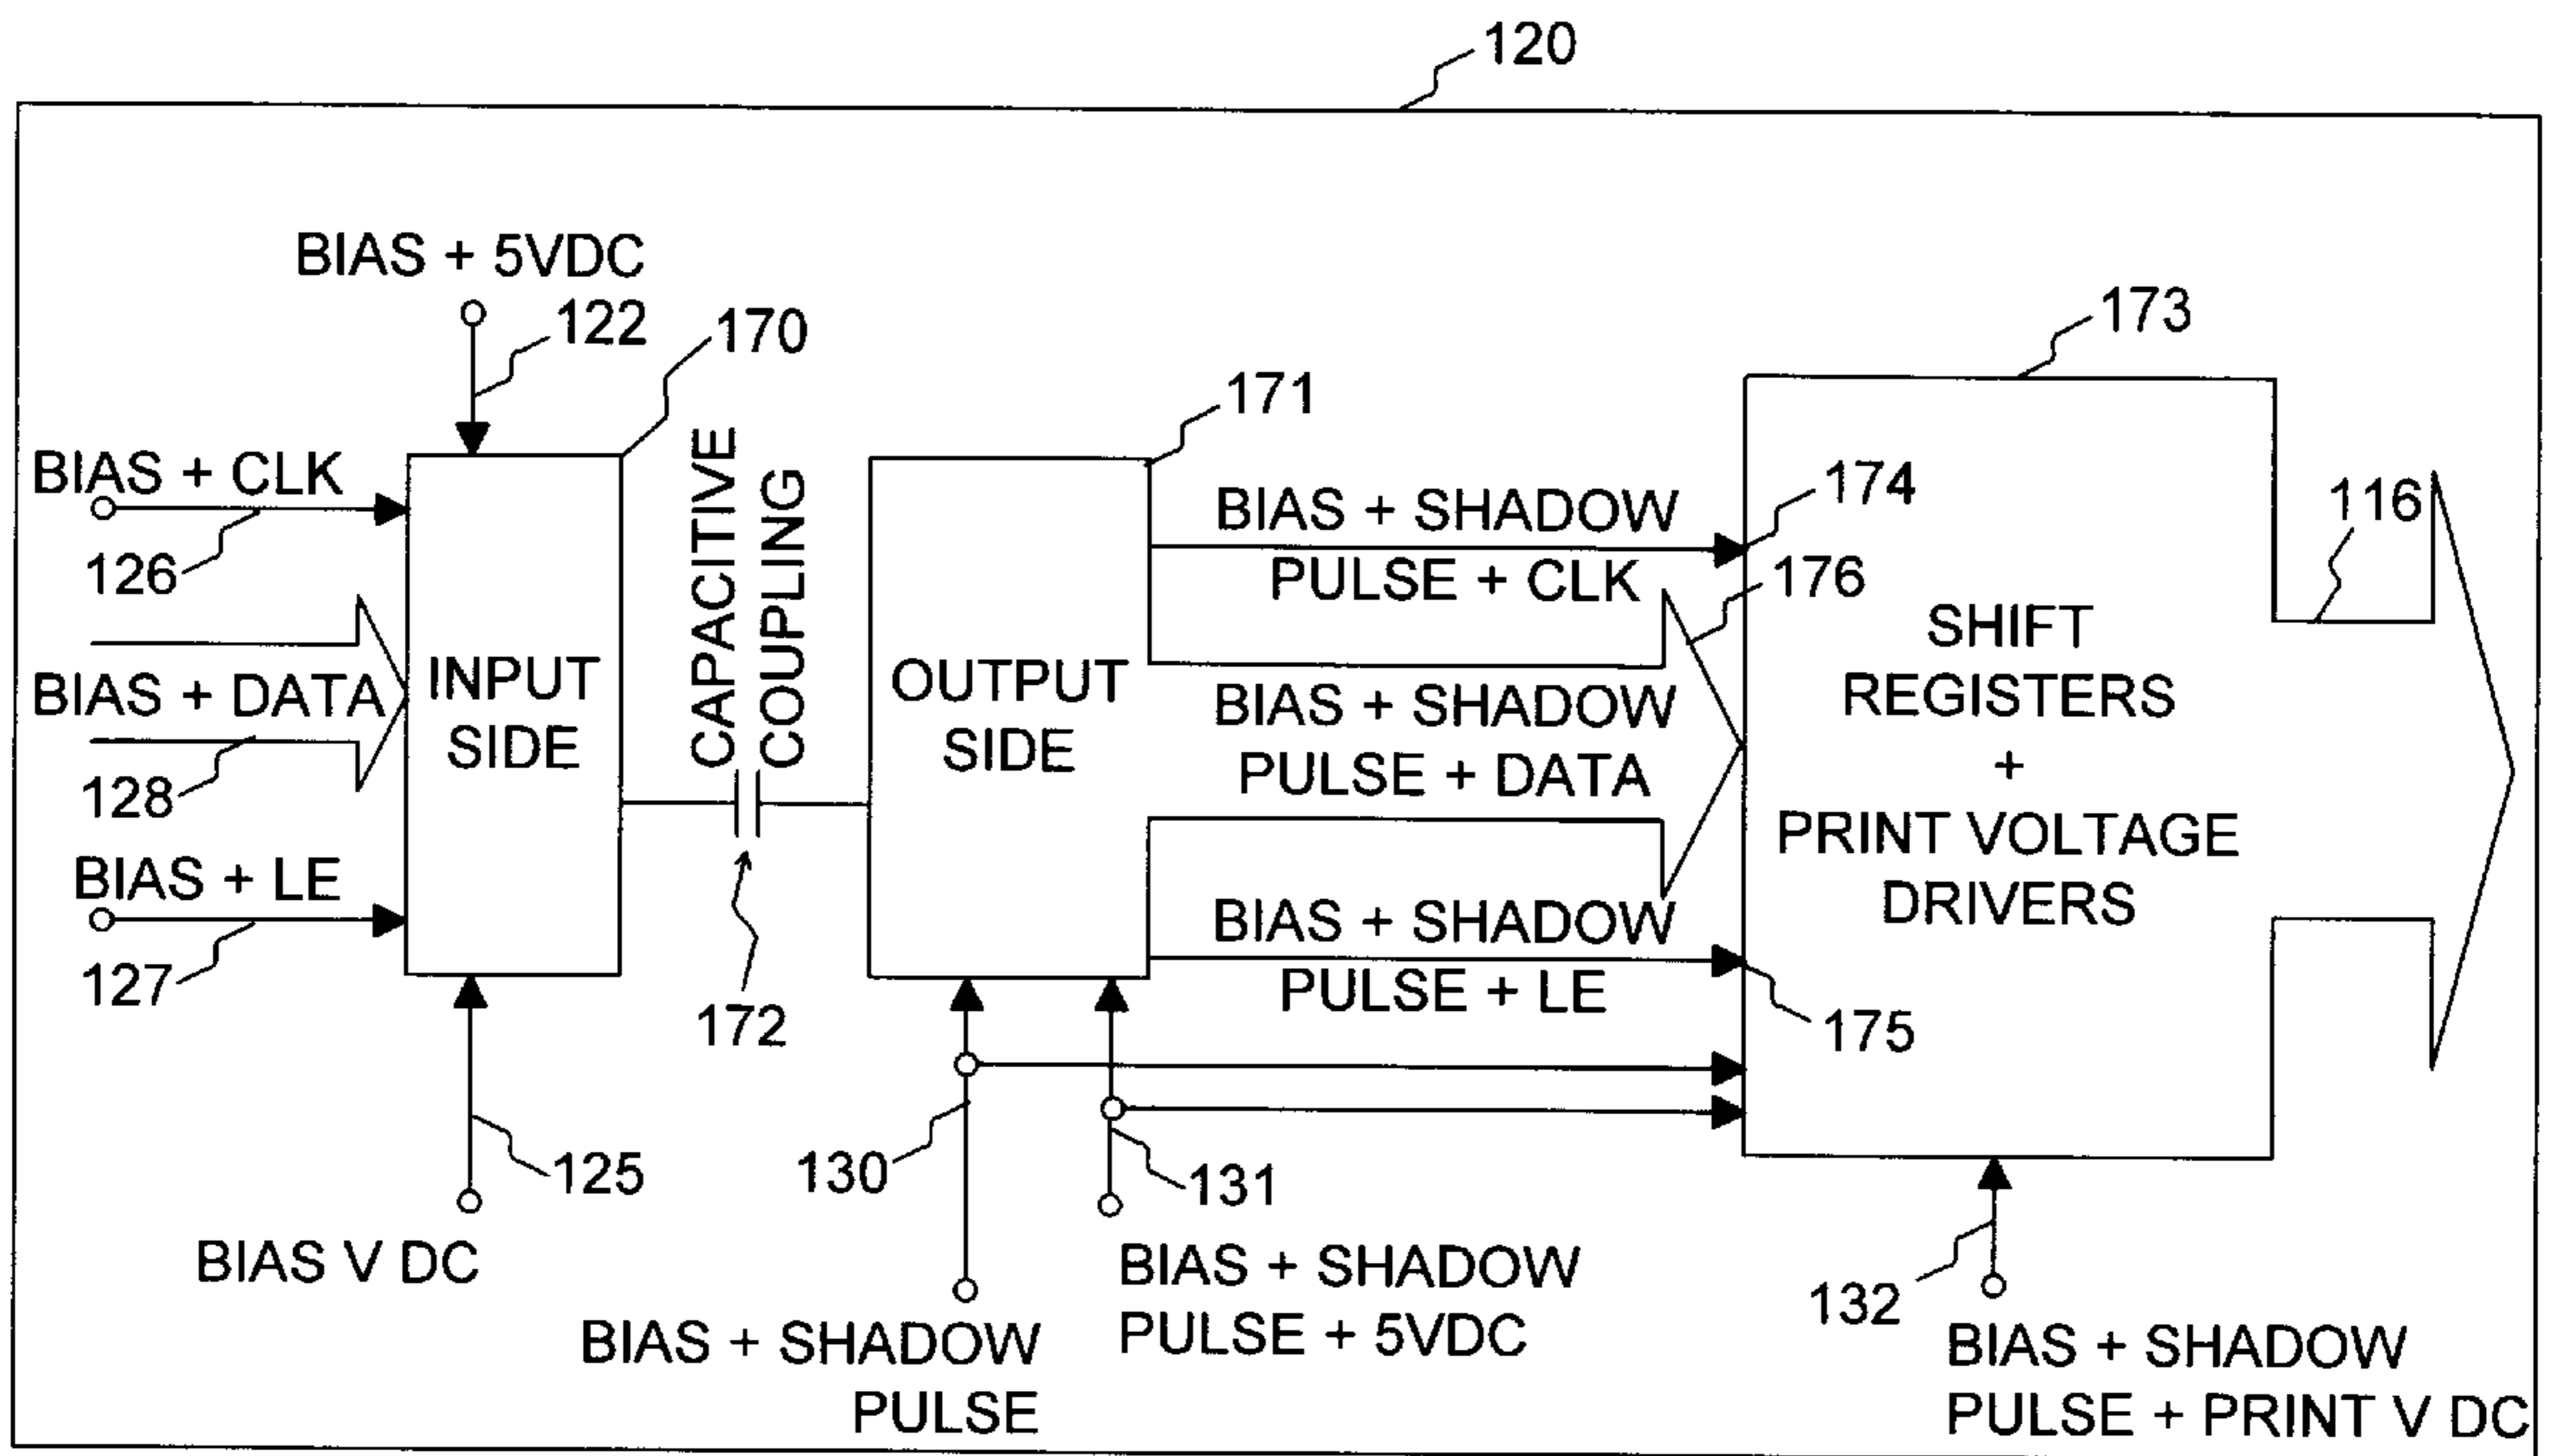 120
BIAS + 5VDC
122
170
173
171
BIAS + CLK
126
CAPACITIVE
COUPLING
BIAS + SHADOW
PULSE + CLK
174
176
116
BIAS + DATA
128
INPUT
SIDE
OUTPUT
SIDE
BIAS + SHADOW
PULSE + DATA
SHIFT
REGISTERS
+
PRINT VOLTAGE
DRIVERS
BIAS + LE
127
172
BIAS + SHADOW
PULSE + LE
175
125
130
131
132
BIAS V DC
BIAS + SHADOW
PULSE
BIAS + SHADOW
PULSE + 5VDC
BIAS + SHADOW
PULSE + PRINT V DC